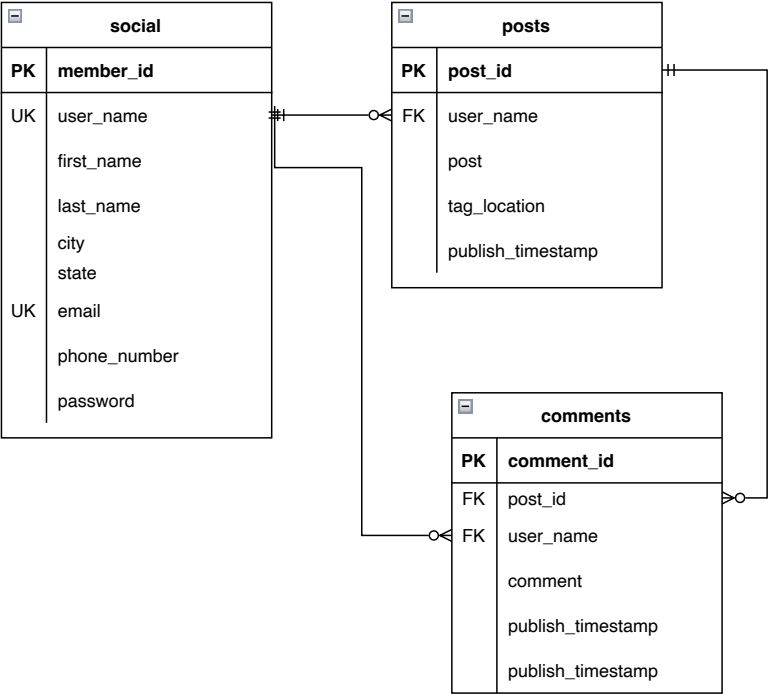 social
PK member_id
UK user_name
first_name
last_name
city
state
UK email
phone_number
password
posts
PK post_id
FK user_name
post
tag_location
publish_timestamp
comments
PK comment_id
FK post_id
FK user_name
comment
publish_timestamp
publish_timestamp